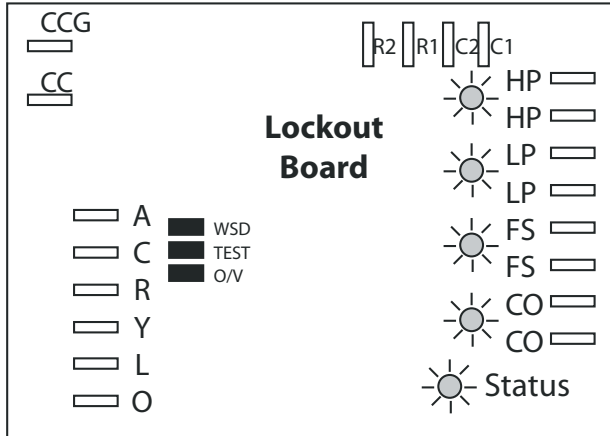 CCG
CC
R2 R1 C2 C1
Lockout
Board
HP
HP
LP
LP
FS
FS
CO
CO
Status
A
C
R
Y
L
O
WSD
TEST
O/V